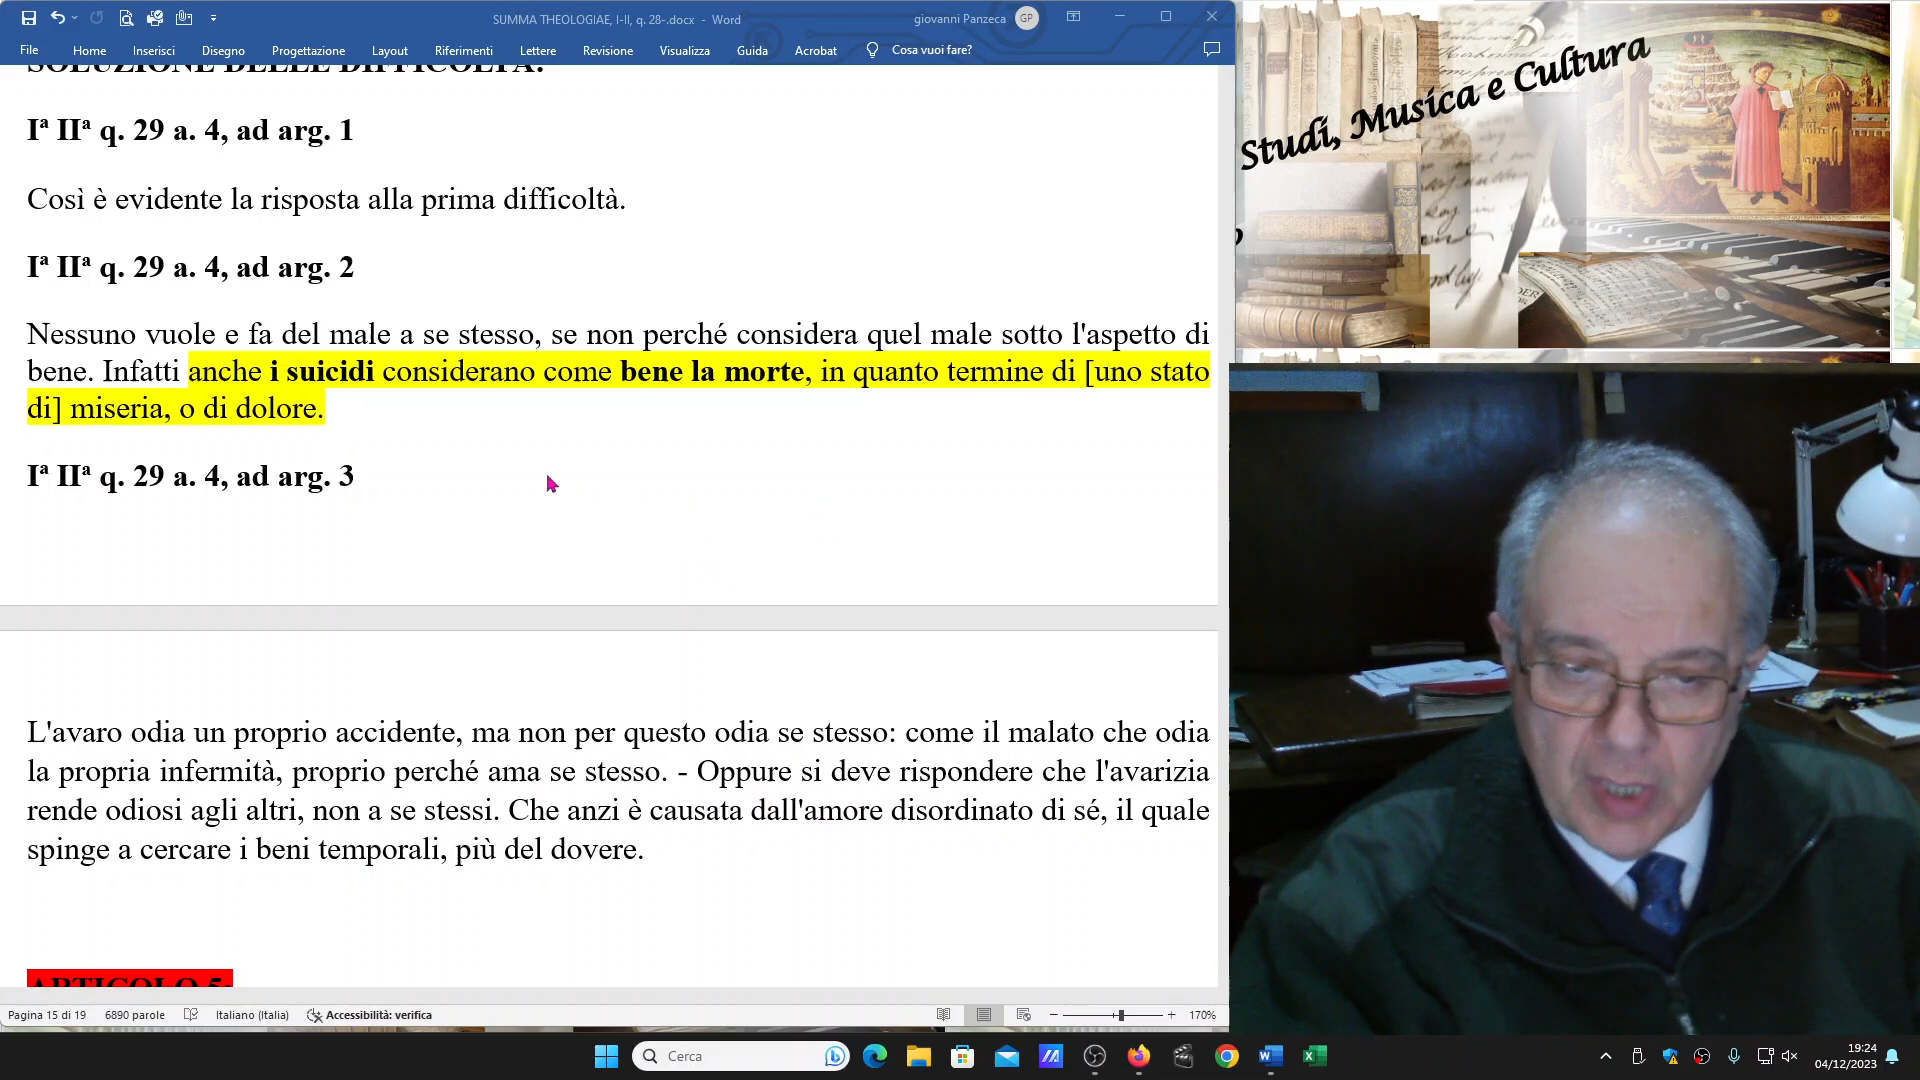 SUMMA THEOLOGIAE, I-II, q. 28-.docx - Word
giovanni Panzeca
GP
File Home Inserisci Disegno Progettazione Layout Riferimenti Lettere Revisione Visualizza Guida Acrobat Cosa vuoi fare?
SOLUZIONE DELLE DIFFICOLTÀ:
Iª IIª q. 29 a. 4, ad arg. 1
Così è evidente la risposta alla prima difficoltà.
Iª IIª q. 29 a. 4, ad arg. 2
Nessuno vuole e fa del male a se stesso, se non perché considera quel male sotto l'aspetto di
bene. Infatti anche i suicidi considerano come bene la morte, in quanto termine di [uno stato
di] miseria, o di dolore.
Iª IIª q. 29 a. 4, ad arg. 3
L'avaro odia un proprio accidente, ma non per questo odia se stesso: come il malato che odia
la propria infermità, proprio perché ama se stesso. - Oppure si deve rispondere che l'avarizia
rende odiosi agli altri, non a se stessi. Che anzi è causata dall'amore disordinato di sé, il quale
spinge a cercare i beni temporali, più del dovere.
ARTICOLO 5:
Pagina 15 di 19 6890 parole Italiano (Italia) Accessibilità: verifica 170%
Studi, Musica e Cultura
Cerca
19:24
04/12/2023